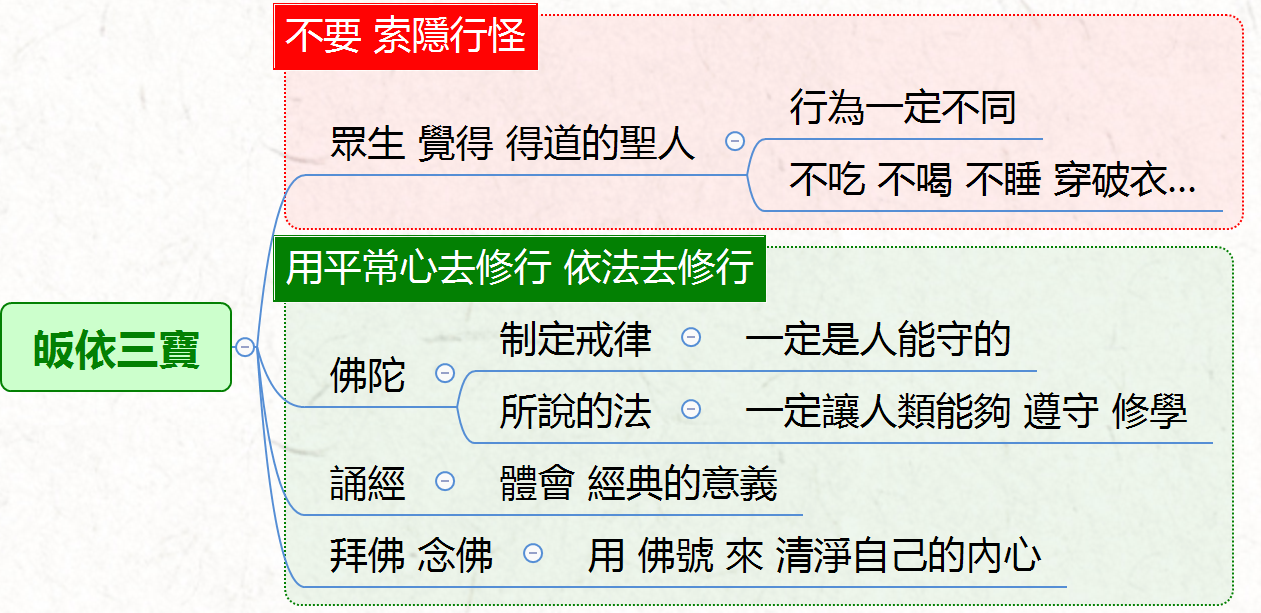 不要 索隱行怪
眾生 覺得 得道的聖人
行為一定不同
不吃 不喝 不睡 穿破衣...
用平常心去修行 依法去修行
皈依三寶
佛陀
制定戒律
一定是人能守的
所說的法
一定讓人類能夠 遵守 修學
誦經
體會 經典的意義
拜佛 念佛
用 佛號 來 清淨自己的內心